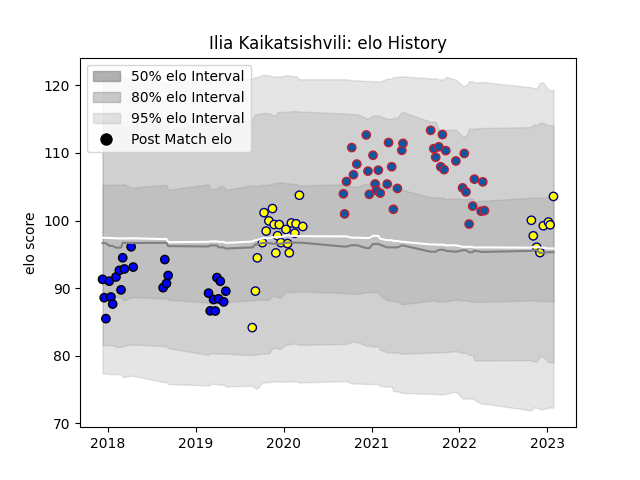 Ilia Kaikatsishvili: elo History
50% elo Interval
80% elo Interval
95% elo Interval
Post Match elo
elo score
120
110
100
90
80
70
2018
2019
2020
2021
2022
2023